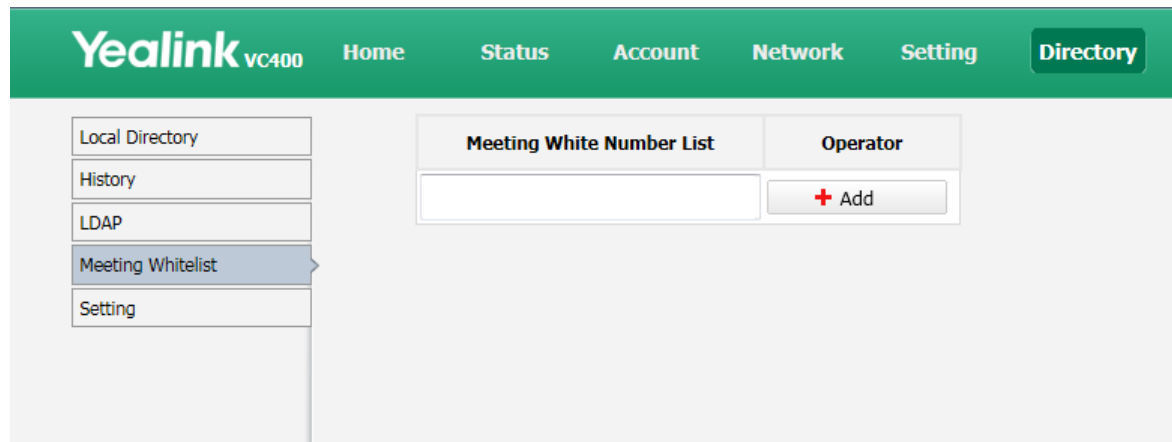 Yealink VC400 Home Status Account Network Setting Directory
Local Directory
History
LDAP
Meeting Whitelist
Setting
Meeting White Number List Operator
Add